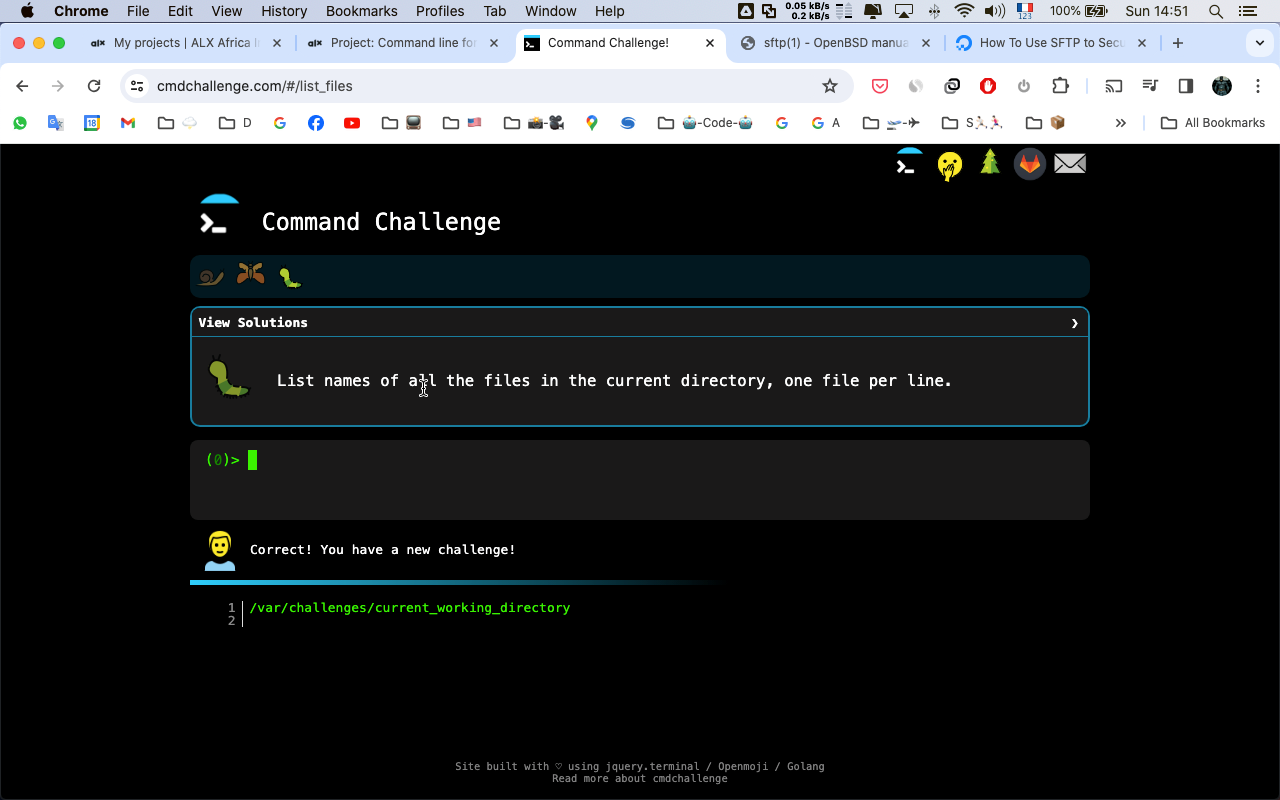 Chrome File Edit View History Bookmarks Profiles Tab Window Help 0.05 kB/s 0.2 kB/s 123 100% Sun 14:51
My projects | ALX Africa Project: Command line for Command Challenge! sftp(1) - OpenBSD manua How To Use SFTP to Secu
cmdchallenge.com/#/list_files
D G G A S All Bookmarks
Command Challenge
View Solutions
List names of all the files in the current directory, one file per line.
(0)>
Correct! You have a new challenge!
1 /var/challenges/current_working_directory
2
Site built with ♡ using jquery.terminal / Openmoji / Golang
Read more about cmdchallenge